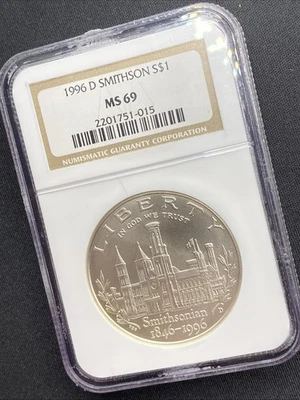 1996 D SMITHSON S$1
MS 69
2201751-015
NUMISMATIC GUARANTY CORPORATION
LIBERTY
IN GOD WE TRUST
Smithsonian
1846-1996
D